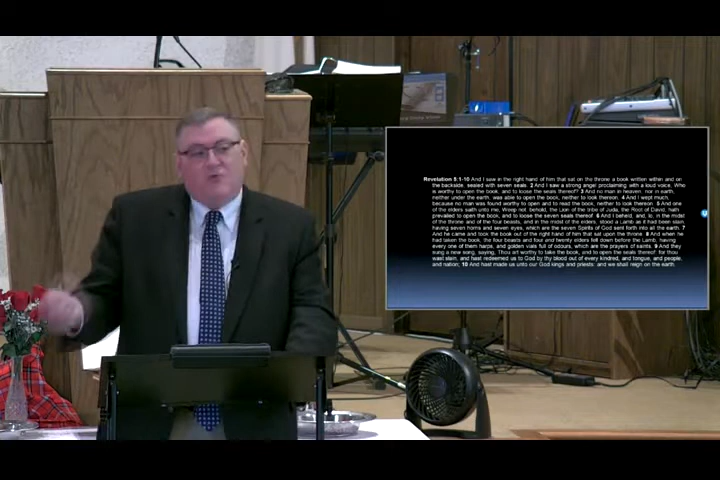 Revelation 5:1-10 And I saw in the right hand of him that sat on the throne a book written within and on
the backside, sealed with seven seals. 2 And I saw a strong angel proclaiming with a loud voice, Who
is worthy to open the book, and to loose the seals thereof? 3 And no man in heaven, nor in earth,
neither under the earth, was able to open the book, neither to look thereon. 4 And I wept much,
because no man was found worthy to open and to read the book, neither to look thereon. 5 And one
of the elders saith unto me, Weep not: behold, the Lion of the tribe of Juda, the Root of David, hath
prevailed to open the book, and to loose the seven seals thereof. 6 And I beheld, and, lo, in the midst
of the throne and of the four beasts, and in the midst of the elders, stood a Lamb as it had been slain,
having seven horns and seven eyes, which are the seven Spirits of God sent forth into all the earth. 7
And he came and took the book out of the right hand of him that sat upon the throne. 8 And when he
had taken the book, the four beasts and four and twenty elders fell down before the Lamb, having
every one of them harps, and golden vials full of odours, which are the prayers of saints. 9 And they
sung a new song, saying, Thou art worthy to take the book, and to open the seals thereof: for thou
wast slain, and hast redeemed us to God by thy blood out of every kindred, and tongue, and people,
and nation; 10 And hast made us unto our God kings and priests: and we shall reign on the earth.